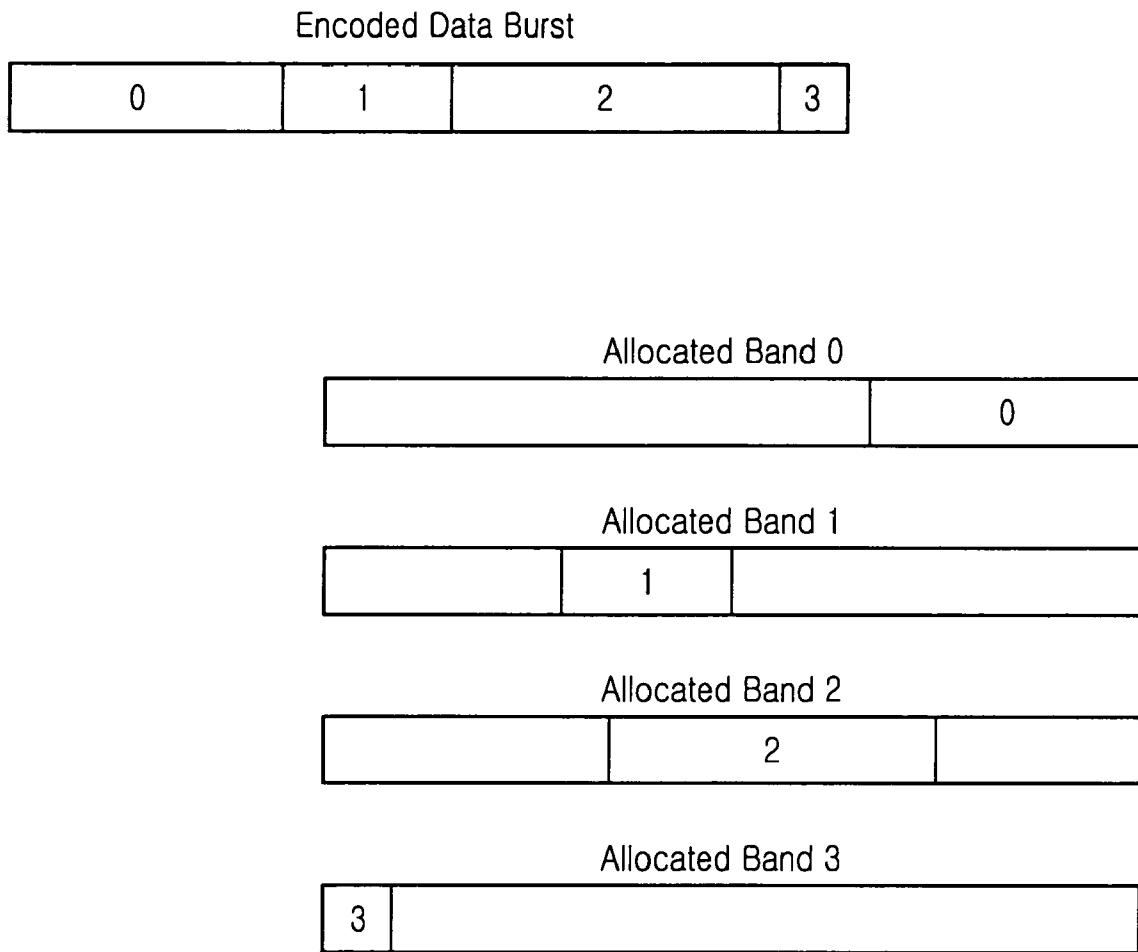 Encoded Data Burst
0 1 2 3
Allocated Band 0
0
Allocated Band 1
1
Allocated Band 2
2
Allocated Band 3
3